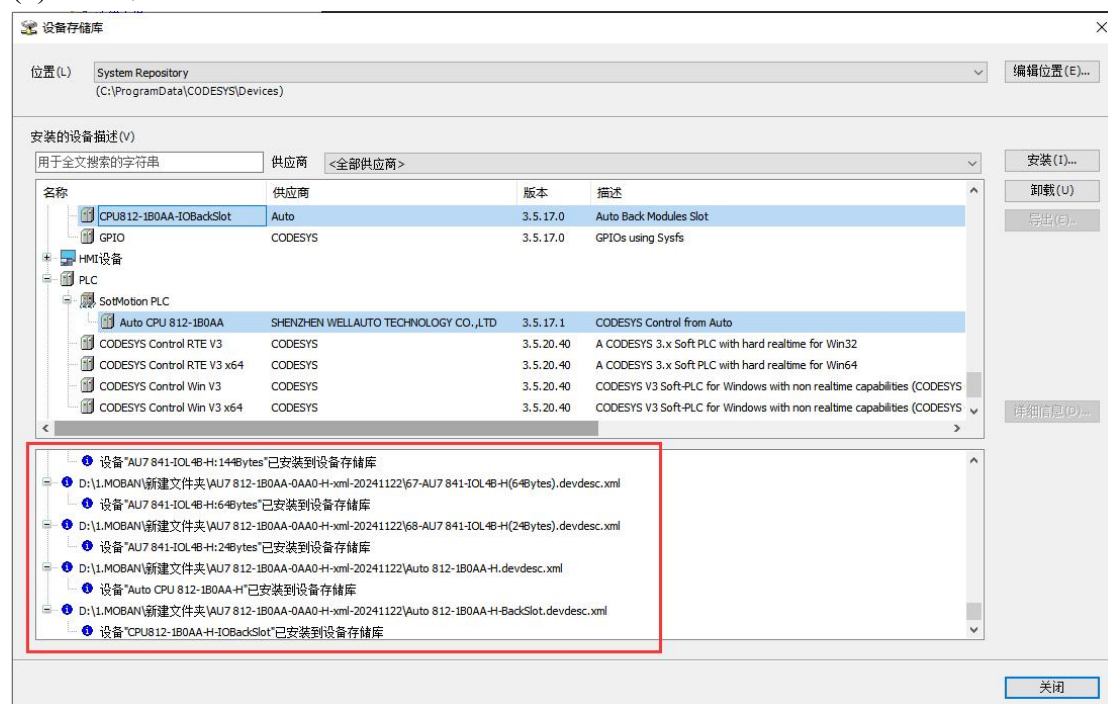 设备存储库
位置(L) System Repository 编辑位置(E)...
(C:\ProgramData\CODESYS\Devices)
安装的设备描述(V)
用于全文搜索的字符串 供应商 <全部供应商> 安装(I)...
名称 供应商 版本 描述 卸载(U)
CPU812-1B0AA-IOBackSlot Auto 3.5.17.0 Auto Back Modules Slot 导出(E)...
GPIO CODESYS 3.5.17.0 GPIOs using Sysfs
HMI设备
PLC
SotMotion PLC
Auto CPU 812-1B0AA SHENZHEN WELLAUTO TECHNOLOGY CO.,LTD 3.5.17.1 CODESYS Control from Auto
CODESYS Control RTE V3 CODESYS 3.5.20.40 A CODESYS 3.x Soft PLC with hard realtime for Win32
CODESYS Control RTE V3 x64 CODESYS 3.5.20.40 A CODESYS 3.x Soft PLC with hard realtime for Win64
CODESYS Control Win V3 CODESYS 3.5.20.40 CODESYS V3 Soft-PLC for Windows with non realtime capabilities (CODESYS
CODESYS Control Win V3 x64 CODESYS 3.5.20.40 CODESYS V3 Soft-PLC for Windows with non realtime capabilities (CODESYS 详细信息(D)...
设备"AU7 841-IOL4B-H:144Bytes"已安装到设备存储库
D:\1.MOBAN\新建文件夹\AU7 812-1B0AA-0AA0-H-xml-20241122\67-AU7 841-IOL4B-H(64Bytes).devdesc.xml
设备"AU7 841-IOL4B-H:64Bytes"已安装到设备存储库
D:\1.MOBAN\新建文件夹\AU7 812-1B0AA-0AA0-H-xml-20241122\68-AU7 841-IOL4B-H(24Bytes).devdesc.xml
设备"AU7 841-IOL4B-H:24Bytes"已安装到设备存储库
D:\1.MOBAN\新建文件夹\AU7 812-1B0AA-0AA0-H-xml-20241122\Auto 812-1B0AA-H.devdesc.xml
设备"Auto CPU 812-1B0AA-H"已安装到设备存储库
D:\1.MOBAN\新建文件夹\AU7 812-1B0AA-0AA0-H-xml-20241122\Auto 812-1B0AA-H-BackSlot.devdesc.xml
设备"CPU812-1B0AA-H-IOBackSlot"已安装到设备存储库
关闭